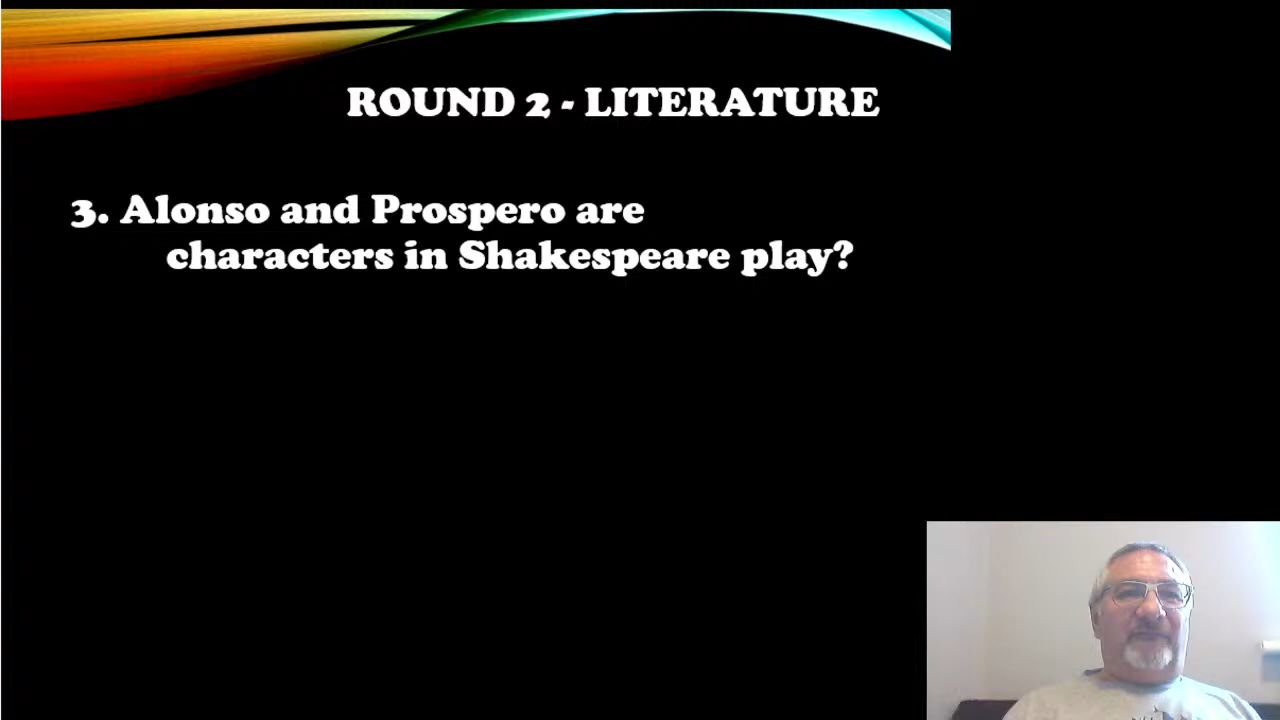 ROUND 2 - LITERATURE
3. Alonso and Prospero are
characters in Shakespeare play?